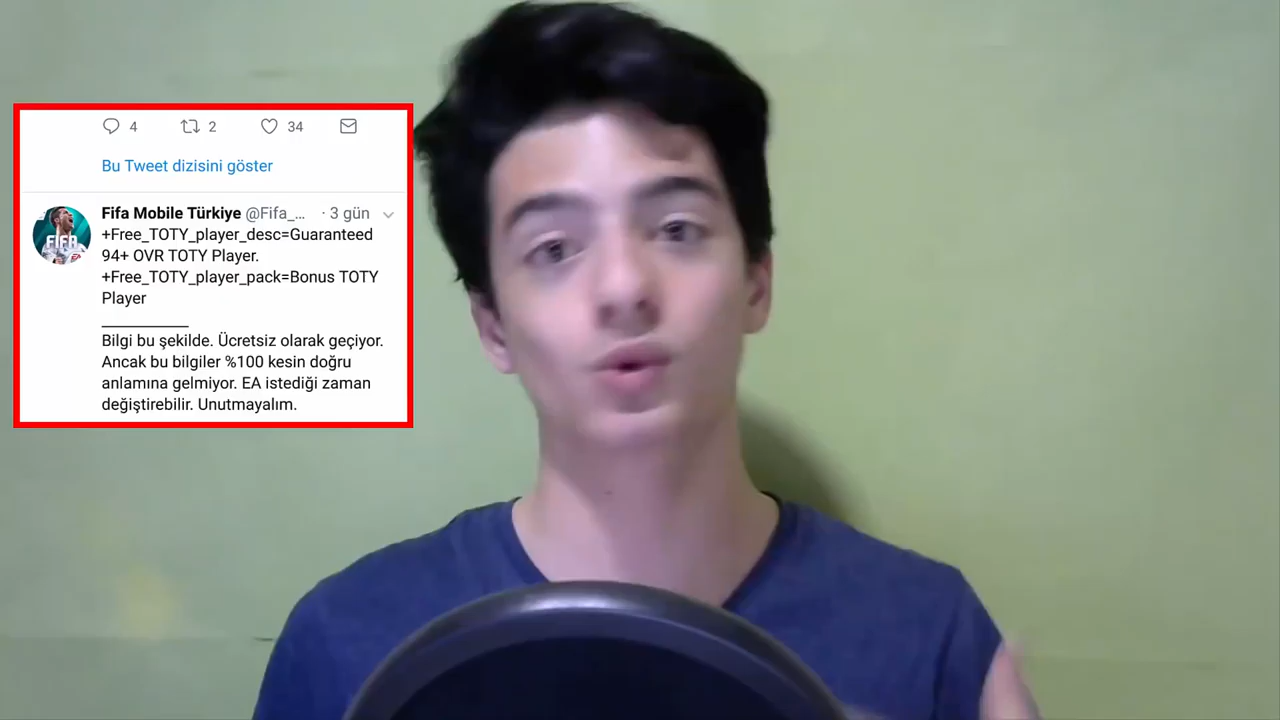 4 2 34
Bu Tweet dizisini göster
Fifa Mobile Türkiye @Fifa_... · 3 gün
+Free_TOTY_player_desc=Guaranteed
94+ OVR TOTY Player.
+Free_TOTY_player_pack=Bonus TOTY
Player
___________
Bilgi bu şekilde. Ücretsiz olarak geçiyor.
Ancak bu bilgiler %100 kesin doğru
anlamına gelmiyor. EA istediği zaman
değiştirebilir. Unutmayalım.
FIFA